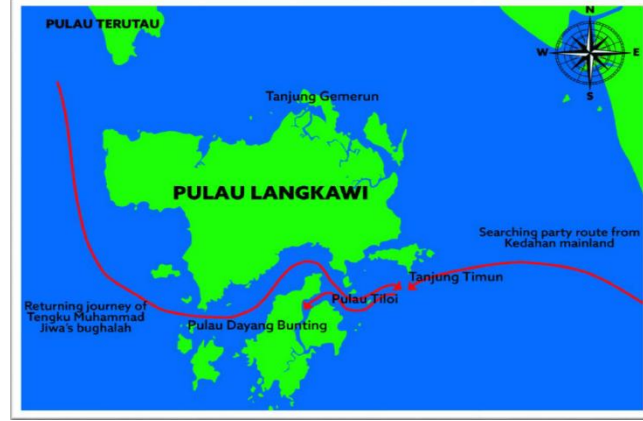 PULAU TERUTAU
N
W
E
S
Tanjung Gemerun
PULAU LANGKAWI
Searching party route from
Kedahan mainland
Tanjung Timun
Pulau Tiloi
Returning journey of
Tengku Muhammad
Jiwa's bughalah
Pulau Dayang Bunting